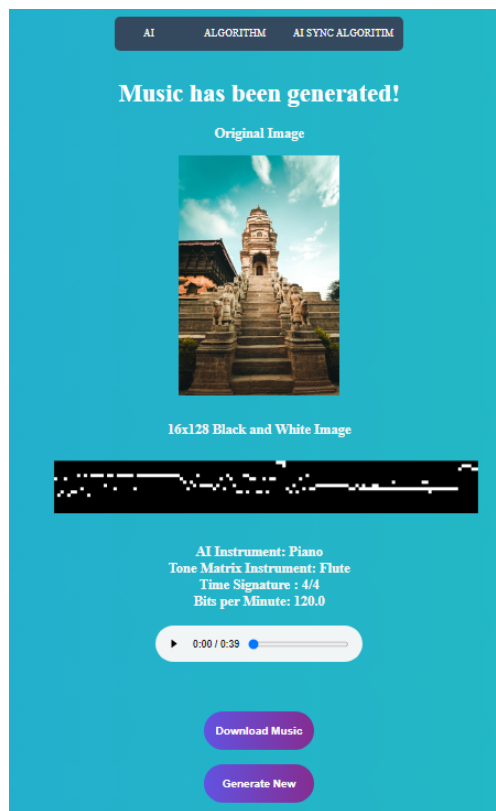 AI ALGORITHM AI SYNC ALGORITIM
Music has been generated!
Original Image
16x128 Black and White Image
AI Instrument: Piano
Tone Matrix Instrument: Flute
Time Signature : 4/4
Bits per Minute: 120.0
0:00 / 0:39
Download Music
Generate New